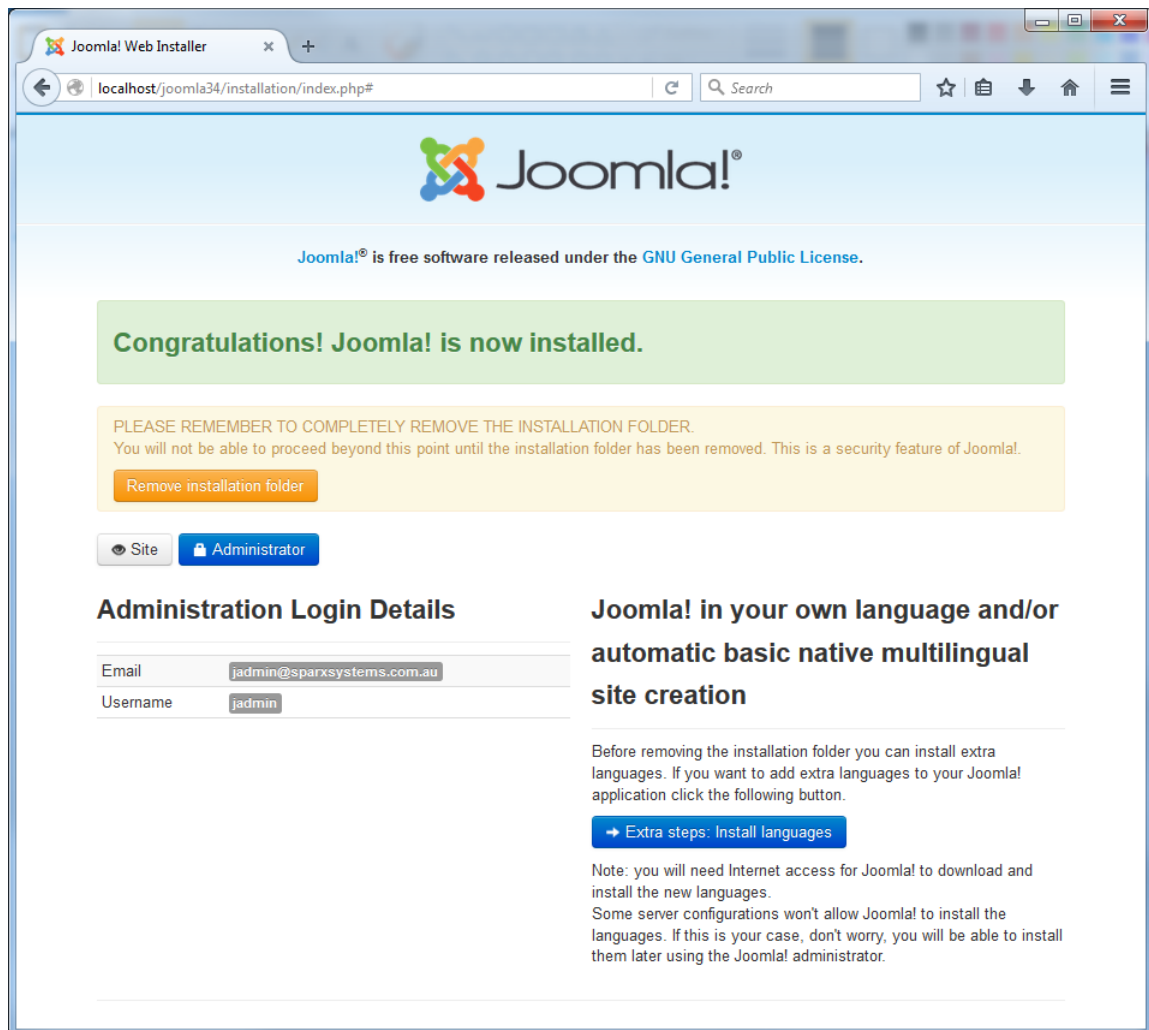 Joomla! Web Installer
localhost/joomla34/installation/index.php#
Search
Joomla!®
Joomla!® is free software released under the GNU General Public License.
Congratulations! Joomla! is now installed.
PLEASE REMEMBER TO COMPLETELY REMOVE THE INSTALLATION FOLDER.
You will not be able to proceed beyond this point until the installation folder has been removed. This is a security feature of Joomla!.
Remove installation folder
Site
Administrator
Administration Login Details
Email jadmin@sparxsystems.com.au
Username jadmin
Joomla! in your own language and/or
automatic basic native multilingual
site creation
Before removing the installation folder you can install extra
languages. If you want to add extra languages to your Joomla!
application click the following button.
Extra steps: Install languages
Note: you will need Internet access for Joomla! to download and
install the new languages.
Some server configurations won't allow Joomla! to install the
languages. If this is your case, don't worry, you will be able to install
them later using the Joomla! administrator.